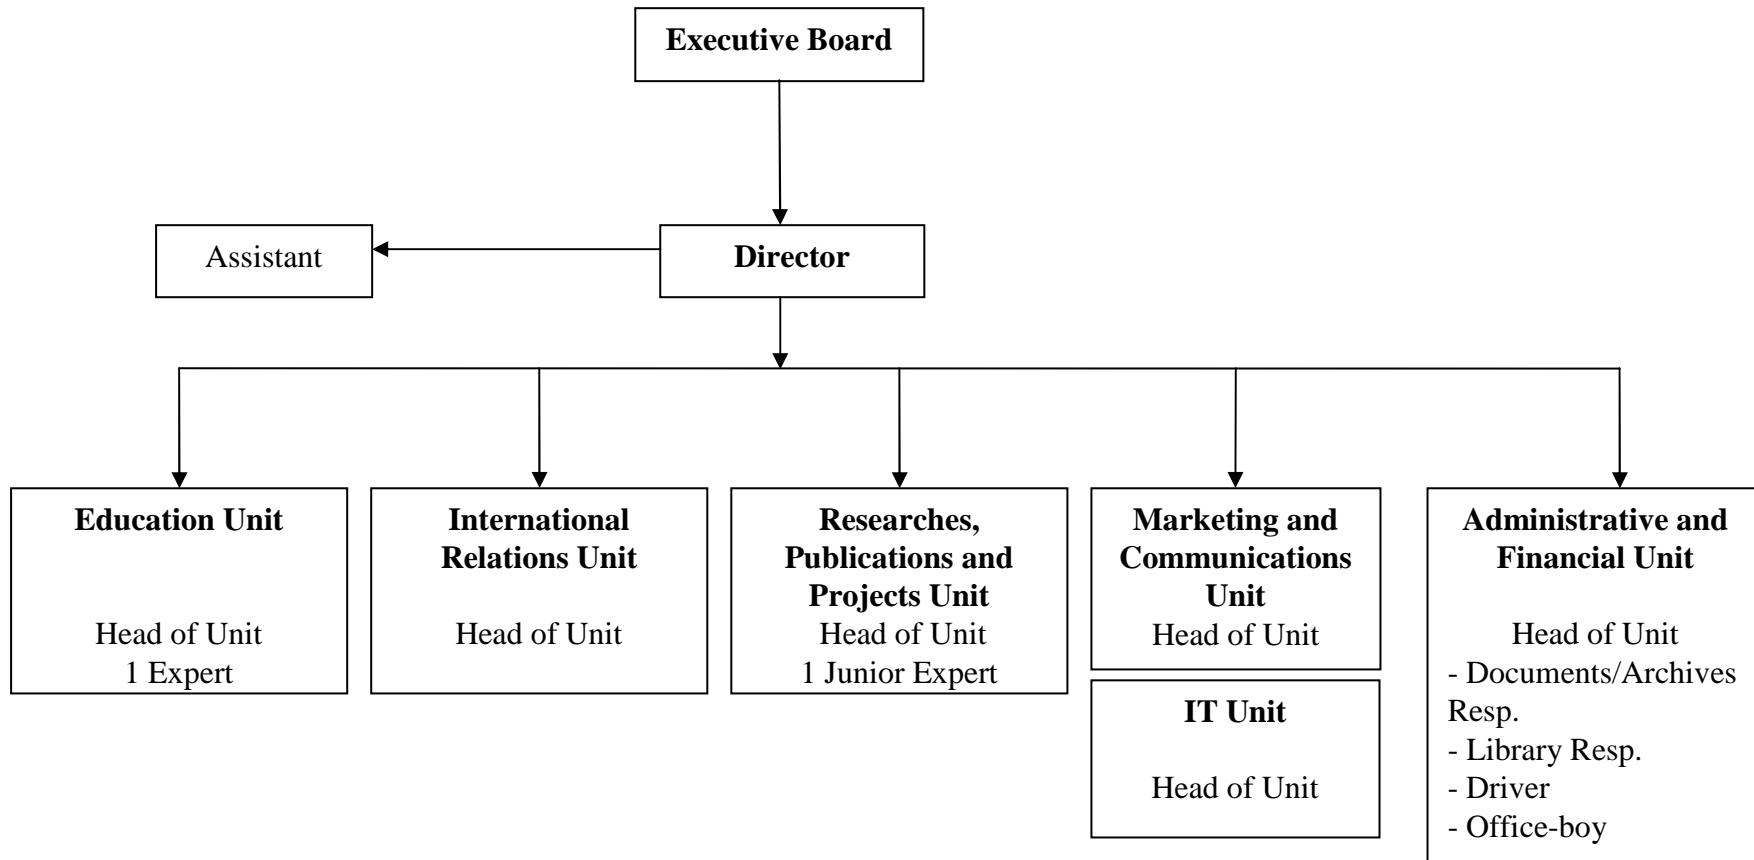 Executive Board
Assistant
Director
Education Unit
Head of Unit
1 Expert
International
Relations Unit
Head of Unit
Researches,
Publications and
Projects Unit
Head of Unit
1 Junior Expert
Marketing and
Communications
Unit
Head of Unit
IT Unit
Head of Unit
Administrative and
Financial Unit
Head of Unit
- Documents/Archives
Resp.
- Library Resp.
- Driver
- Office-boy